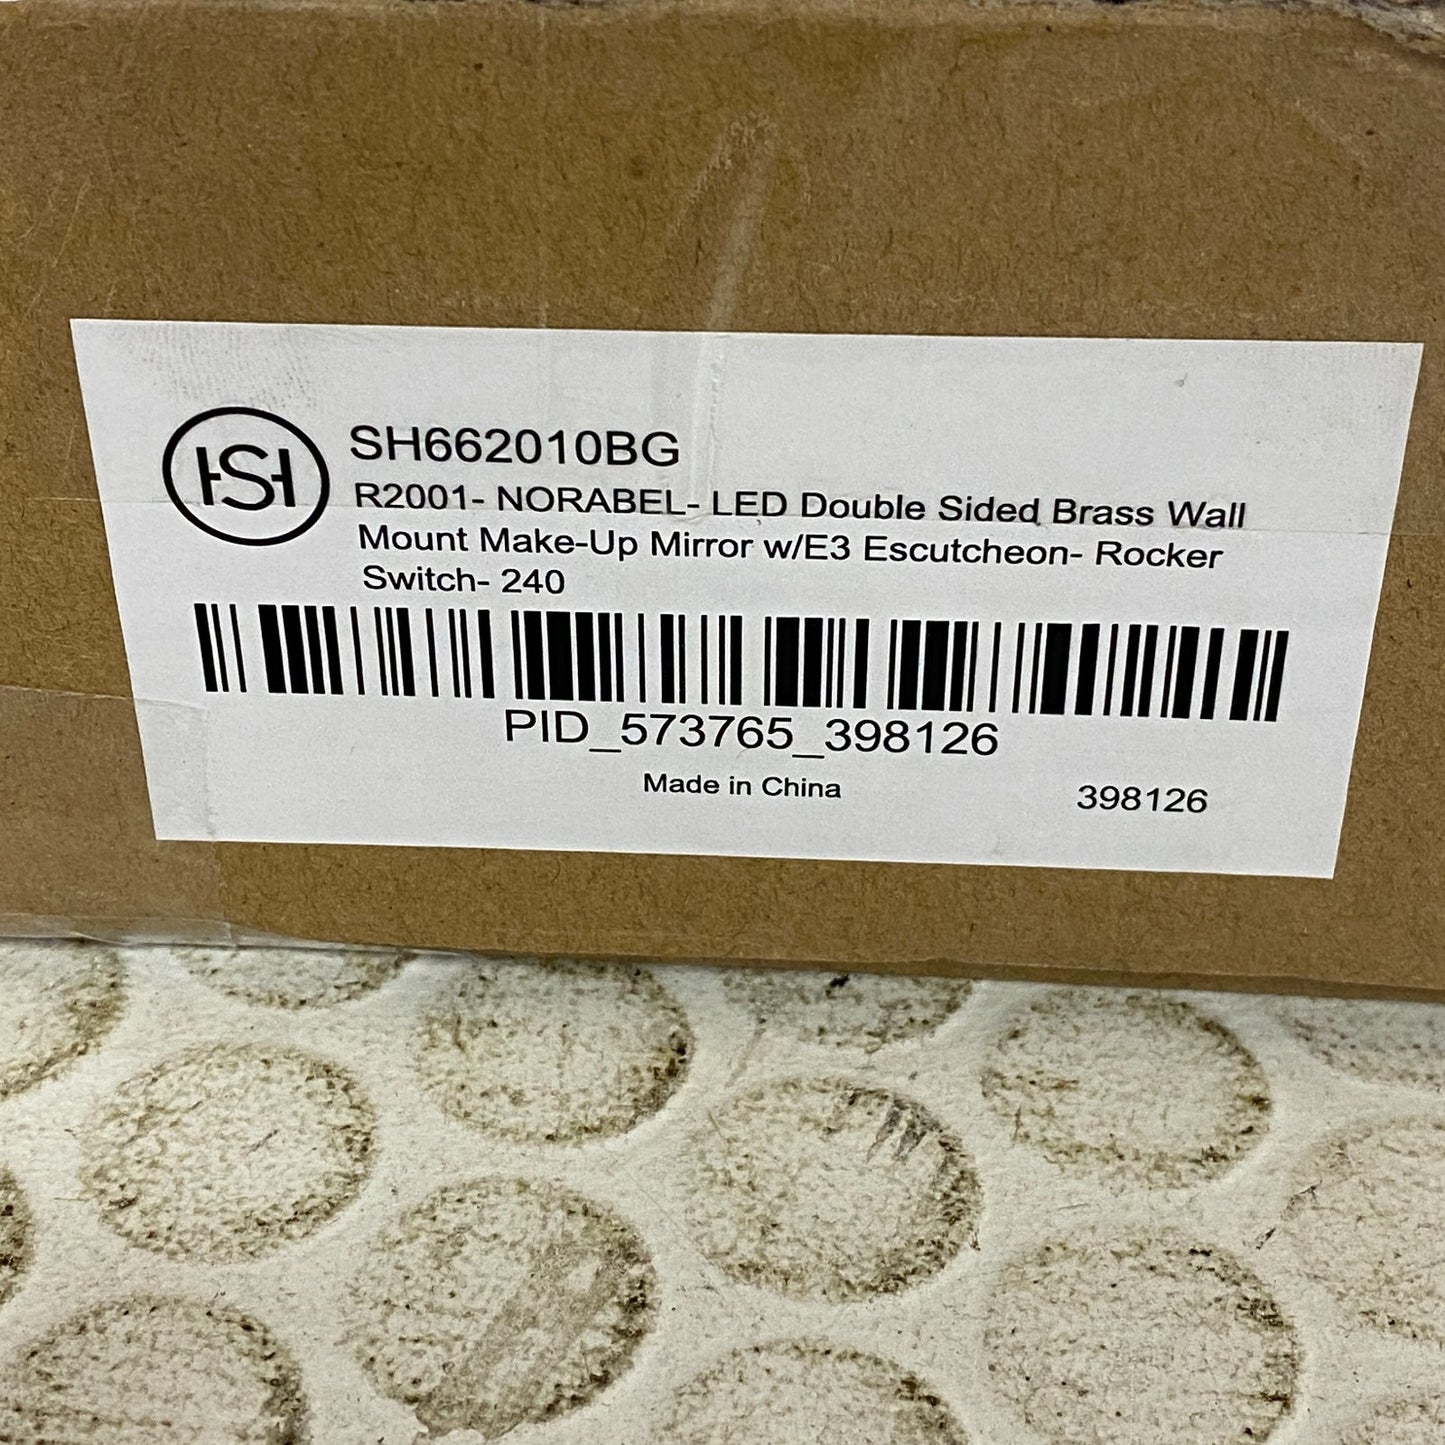 HSH
SH662010BG
R2001- NORABEL- LED Double Sided Brass Wall
Mount Make-Up Mirror w/E3 Escutcheon- Rocker
Switch- 240
PID_573765_398126
Made in China
398126